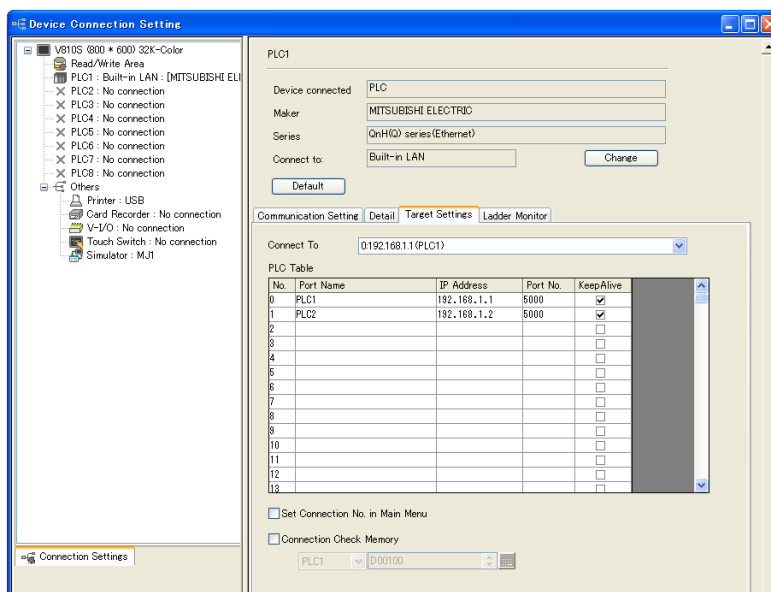 Device Connection Setting
V810S (800 * 600) 32K-Color
Read/Write Area
PLC1 : Built-in LAN : [MITSUBISHI ELI
PLC2 : No connection
PLC3 : No connection
PLC4 : No connection
PLC5 : No connection
PLC6 : No connection
PLC7 : No connection
PLC8 : No connection
Others
Printer : USB
Card Recorder : No connection
V-I/O : No connection
Touch Switch : No connection
Simulator : MJ1
Connection Settings
PLC1
Device connected PLC
Maker MITSUBISHI ELECTRIC
Series QnH(Q) series(Ethernet)
Connect to: Built-in LAN Change
Default
Communication Setting Detail Target Settings Ladder Monitor
Connect To 0:192.168.1.1(PLC1)
PLC Table
No. Port Name IP Address Port No. KeepAlive
0 PLC1 192.168.1.1 5000
1 PLC2 192.168.1.2 5000
2
3
4
5
6
7
8
9
10
11
12
13
Set Connection No. in Main Menu
Connection Check Memory
PLC1 D00100